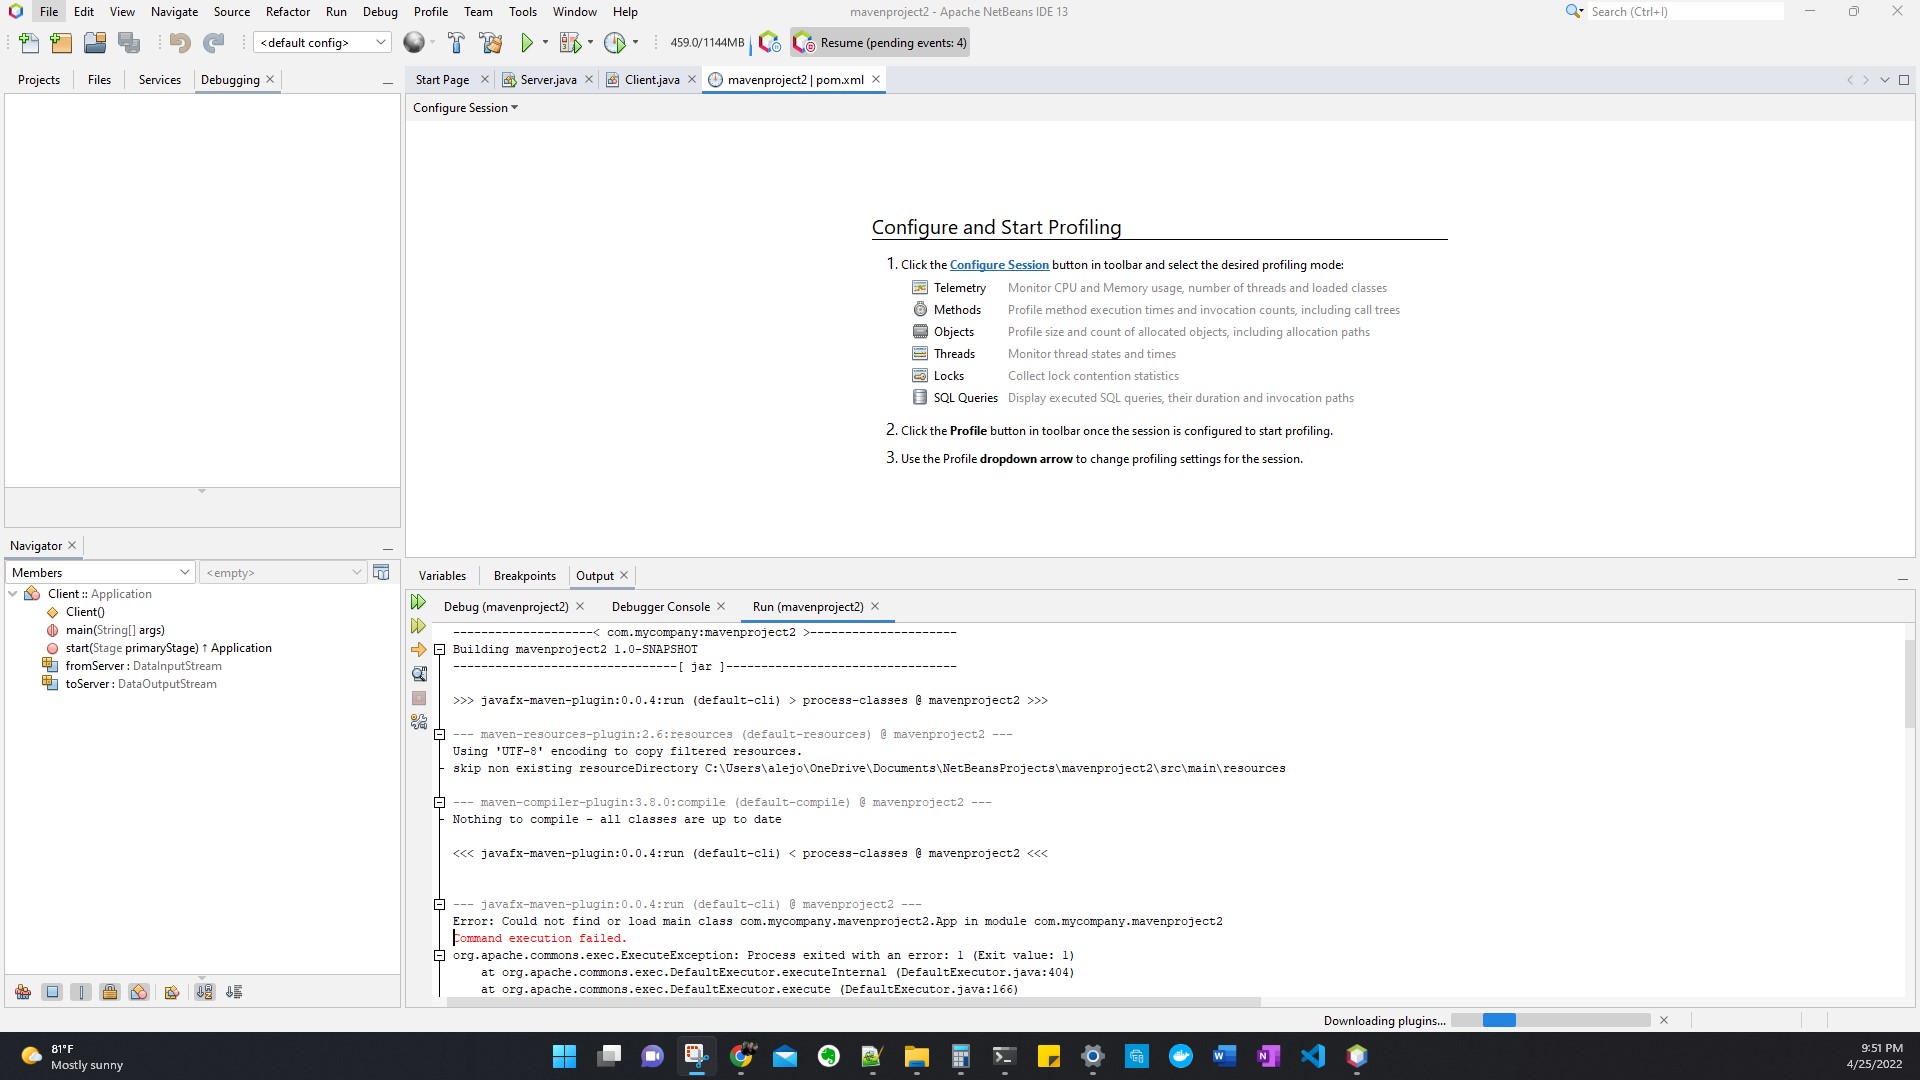 File Edit View Navigate Source Refactor Run Debug Profile Team Tools Window Help
mavenproject2 - Apache NetBeans IDE 13
Search (Ctrl+I)
<default config>
459.0/1144MB
Resume (pending events: 4)
Projects Files Services Debugging
Start Page Server.java Client.java mavenproject2 | pom.xml
Configure Session
Configure and Start Profiling
1. Click the Configure Session button in toolbar and select the desired profiling mode:
Telemetry Monitor CPU and Memory usage, number of threads and loaded classes
Methods Profile method execution times and invocation counts, including call trees
Objects Profile size and count of allocated objects, including allocation paths
Threads Monitor thread states and times
Locks Collect lock contention statistics
SQL Queries Display executed SQL queries, their duration and invocation paths
2. Click the Profile button in toolbar once the session is configured to start profiling.
3. Use the Profile dropdown arrow to change profiling settings for the session.
Navigator
Members <empty>
Client :: Application
Client()
main(String[] args)
start(Stage primaryStage) ↑ Application
fromServer : DataInputStream
toServer : DataOutputStream
Variables Breakpoints Output
Debug (mavenproject2) Debugger Console Run (mavenproject2)
--------------------< com.mycompany:mavenproject2 >---------------------
Building mavenproject2 1.0-SNAPSHOT
--------------------------------[ jar ]---------------------------------
>>> javafx-maven-plugin:0.0.4:run (default-cli) > process-classes @ mavenproject2 >>>
--- maven-resources-plugin:2.6:resources (default-resources) @ mavenproject2 ---
Using 'UTF-8' encoding to copy filtered resources.
skip non existing resourceDirectory C:\Users\alejo\OneDrive\Documents\NetBeansProjects\mavenproject2\src\main\resources
--- maven-compiler-plugin:3.8.0:compile (default-compile) @ mavenproject2 ---
Nothing to compile - all classes are up to date
<<< javafx-maven-plugin:0.0.4:run (default-cli) < process-classes @ mavenproject2 <<<
--- javafx-maven-plugin:0.0.4:run (default-cli) @ mavenproject2 ---
Error: Could not find or load main class com.mycompany.mavenproject2.App in module com.mycompany.mavenproject2
Command execution failed.
org.apache.commons.exec.ExecuteException: Process exited with an error: 1 (Exit value: 1)
at org.apache.commons.exec.DefaultExecutor.executeInternal (DefaultExecutor.java:404)
at org.apache.commons.exec.DefaultExecutor.execute (DefaultExecutor.java:166)
Downloading plugins...
81°F
Mostly sunny
9:51 PM
4/25/2022